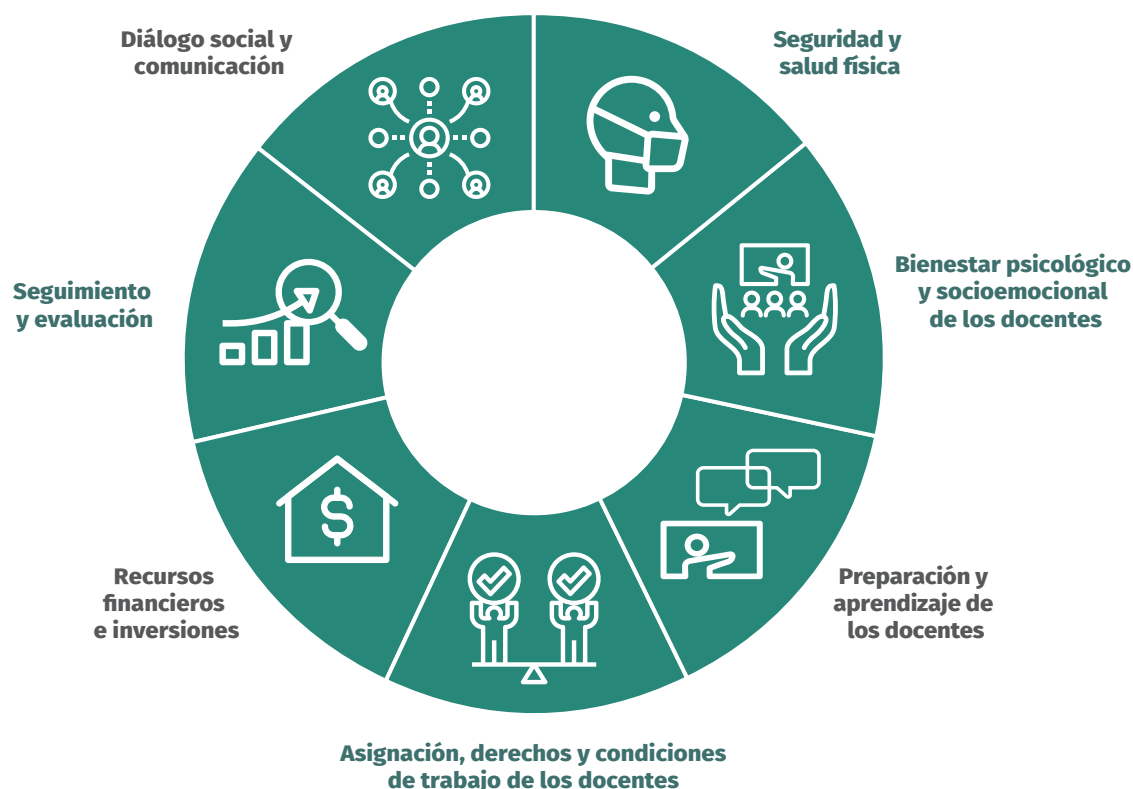 Diálogo social y
comunicación
Seguridad y
salud física
Bienestar psicológico
y socioemocional
de los docentes
Preparación y
aprendizaje de
los docentes
Asignación, derechos y condiciones
de trabajo de los docentes
Recursos
financieros
e inversiones
Seguimiento
y evaluación
$